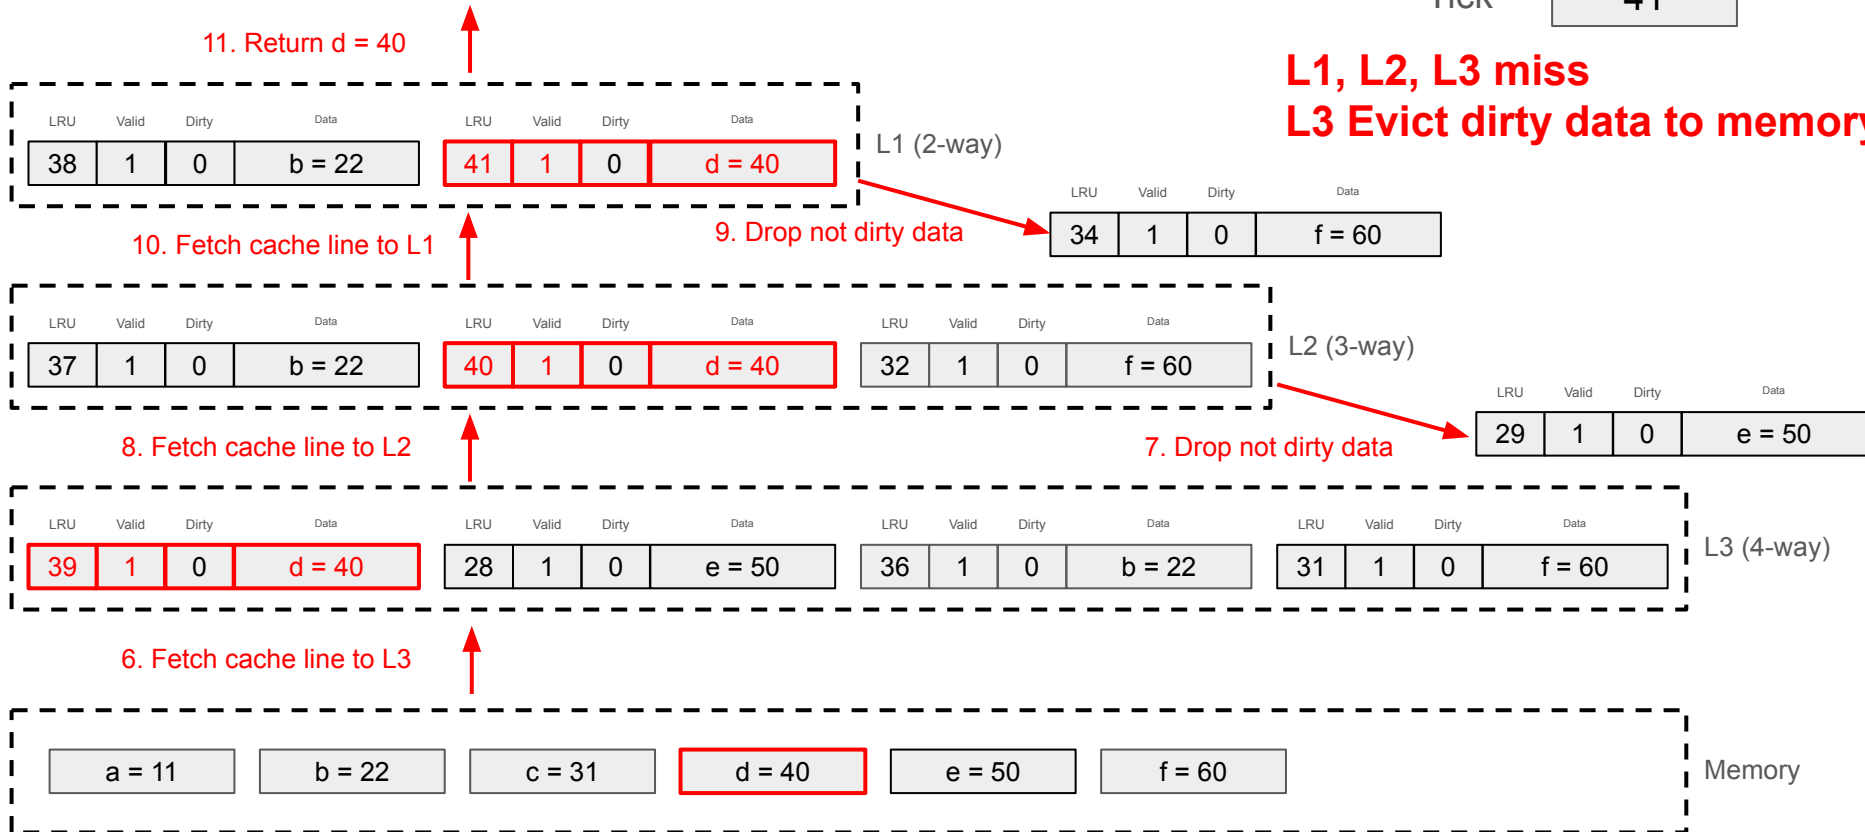 Tick 41
11. Return d = 40
L1, L2, L3 miss
L3 Evict dirty data to memory
LRU Valid Dirty Data LRU Valid Dirty Data
38 1 0 b = 22 41 1 0 d = 40
L1 (2-way)
LRU Valid Dirty Data
34 1 0 f = 60
9. Drop not dirty data
10. Fetch cache line to L1
LRU Valid Dirty Data LRU Valid Dirty Data LRU Valid Dirty Data
37 1 0 b = 22 40 1 0 d = 40 32 1 0 f = 60
L2 (3-way)
LRU Valid Dirty Data
29 1 0 e = 50
7. Drop not dirty data
8. Fetch cache line to L2
LRU Valid Dirty Data LRU Valid Dirty Data LRU Valid Dirty Data LRU Valid Dirty Data
39 1 0 d = 40 28 1 0 e = 50 36 1 0 b = 22 31 1 0 f = 60
L3 (4-way)
6. Fetch cache line to L3
a = 11 b = 22 c = 31 d = 40 e = 50 f = 60
Memory